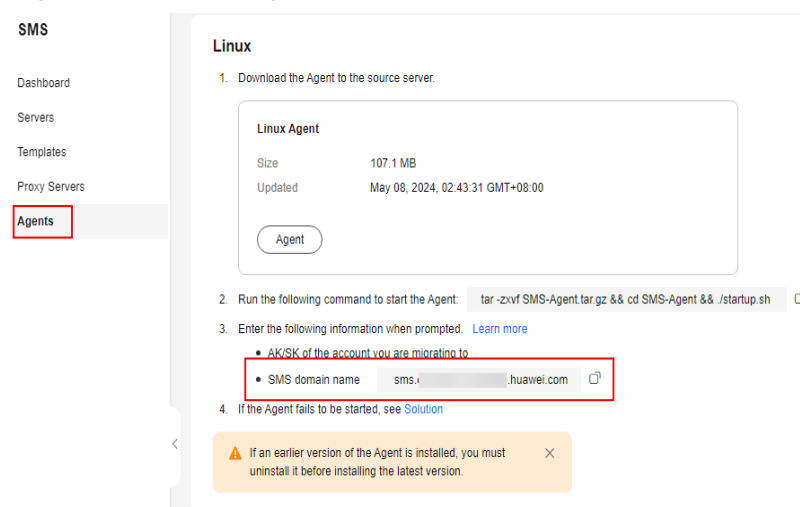 SMS
Dashboard
Servers
Templates
Proxy Servers
Agents
Linux
1. Download the Agent to the source server.
Linux Agent
Size 107.1 MB
Updated May 08, 2024, 02:43:31 GMT+08:00
Agent
2. Run the following command to start the Agent: tar -zxvf SMS-Agent.tar.gz && cd SMS-Agent && ./startup.sh
3. Enter the following information when prompted. Learn more
• AK/SK of the account you are migrating to
• SMS domain name sms. .huawei.com
4. If the Agent fails to be started, see Solution
If an earlier version of the Agent is installed, you must
uninstall it before installing the latest version.